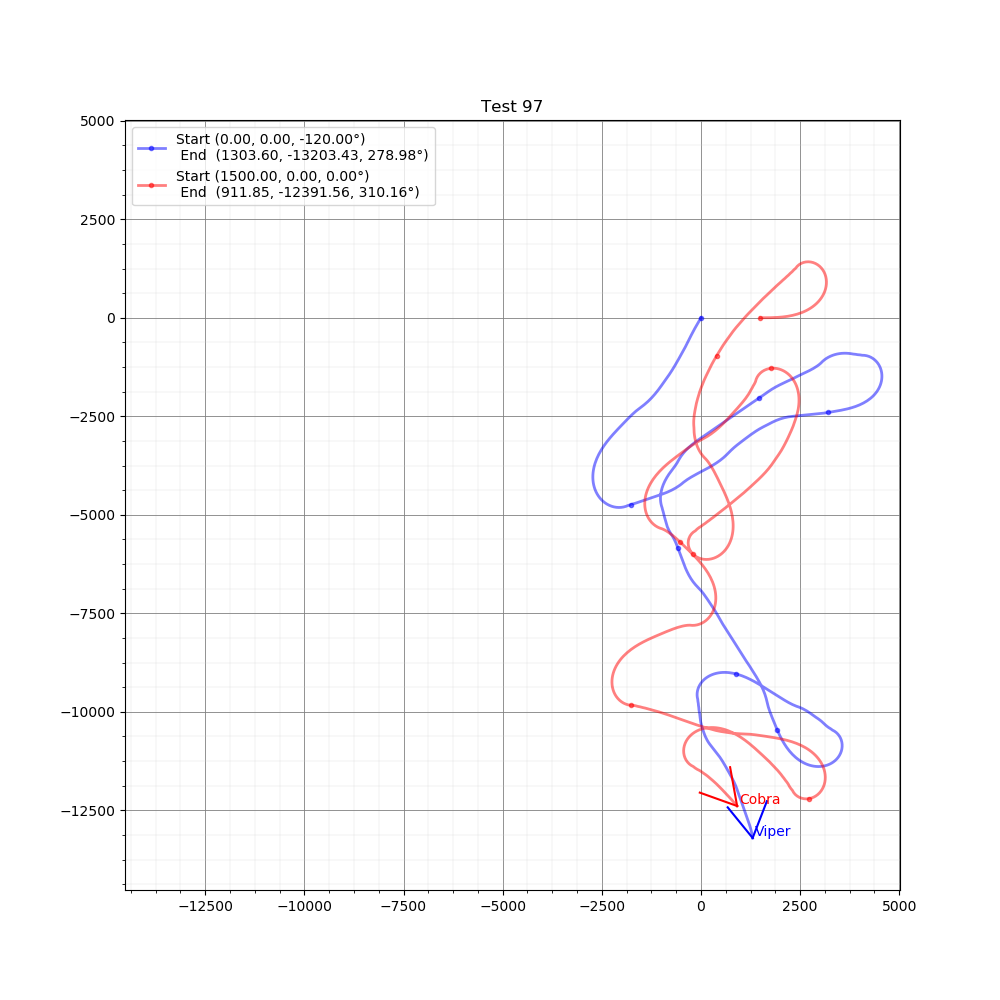 Test 97
Start (0.00, 0.00, -120.00°)
End  (1303.60, -13203.43, 278.98°)
Start (1500.00, 0.00, 0.00°)
End  (911.85, -12391.56, 310.16°)
5000
2500
0
−2500
−5000
−7500
−10000
−12500
Cobra
Viper
−12500
−10000
−7500
−5000
−2500
0
2500
5000